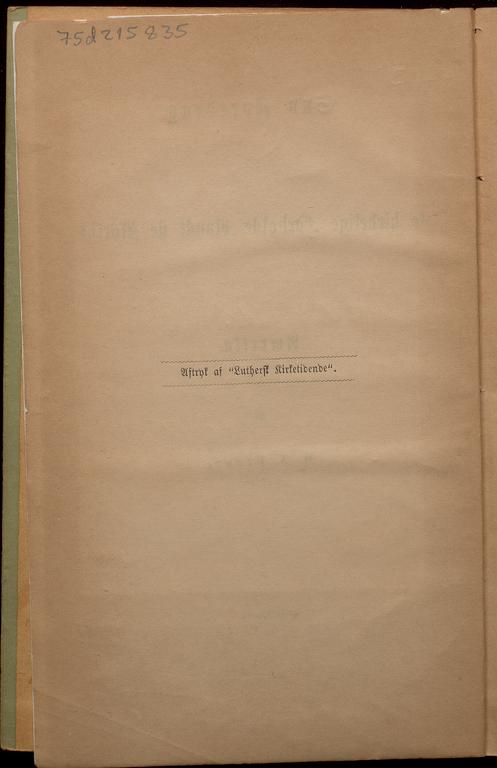 75d215835
Aftryk af "Luthersk Kirketidende".